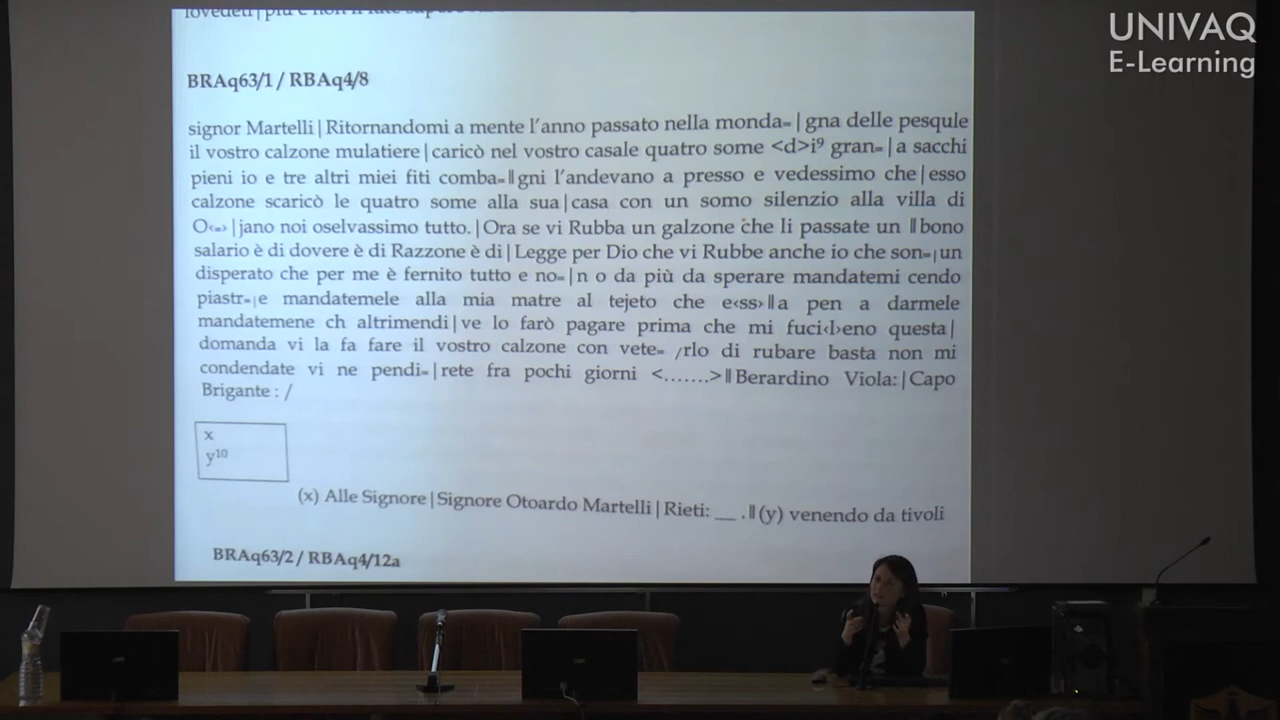 UNIVAQ
E-Learning
BRAq63/1 / RBAq4/8
signor Martelli | Ritornandomi a mente l'anno passato nella monda= | gna delle pesqule
il vostro calzone mulatiere | caricò nel vostro casale quatro some <d>i⁹ gran= | a sacchi
pieni io e tre altri miei fiti comba= ‖ gni l'andevano a presso e vedessimo che | esso
calzone scaricò le quatro some alla sua | casa con un somo silenzio alla villa di
O<=> | jano noi oselvassimo tutto. | Ora se vi Rubba un galzone che li passate un ‖ bono
salario è di dovere è di Razzone è di | Legge per Dio che vi Rubbe anche io che son= | un
disperato che per me è fernito tutto e no= | n o da più da sperare mandatemi cendo
piastr= | e mandatemele alla mia matre al tejeto che e‹ss› ‖ a pen a darmele
mandatemene ch altrimendi | ve lo farò pagare prima che mi fuci‹l›eno questa |
domanda vi la fa fare il vostro calzone con vete= /rlo di rubare basta non mi
condendate vi ne pendi= | rete fra pochi giorni <.......> ‖ Berardino Viola: | Capo
Brigante : /
x
y¹⁰
(x) Alle Signore | Signore Otoardo Martelli | Rieti: __ . ‖ (y) venendo da tivoli
BRAq63/2 / RBAq4/12a